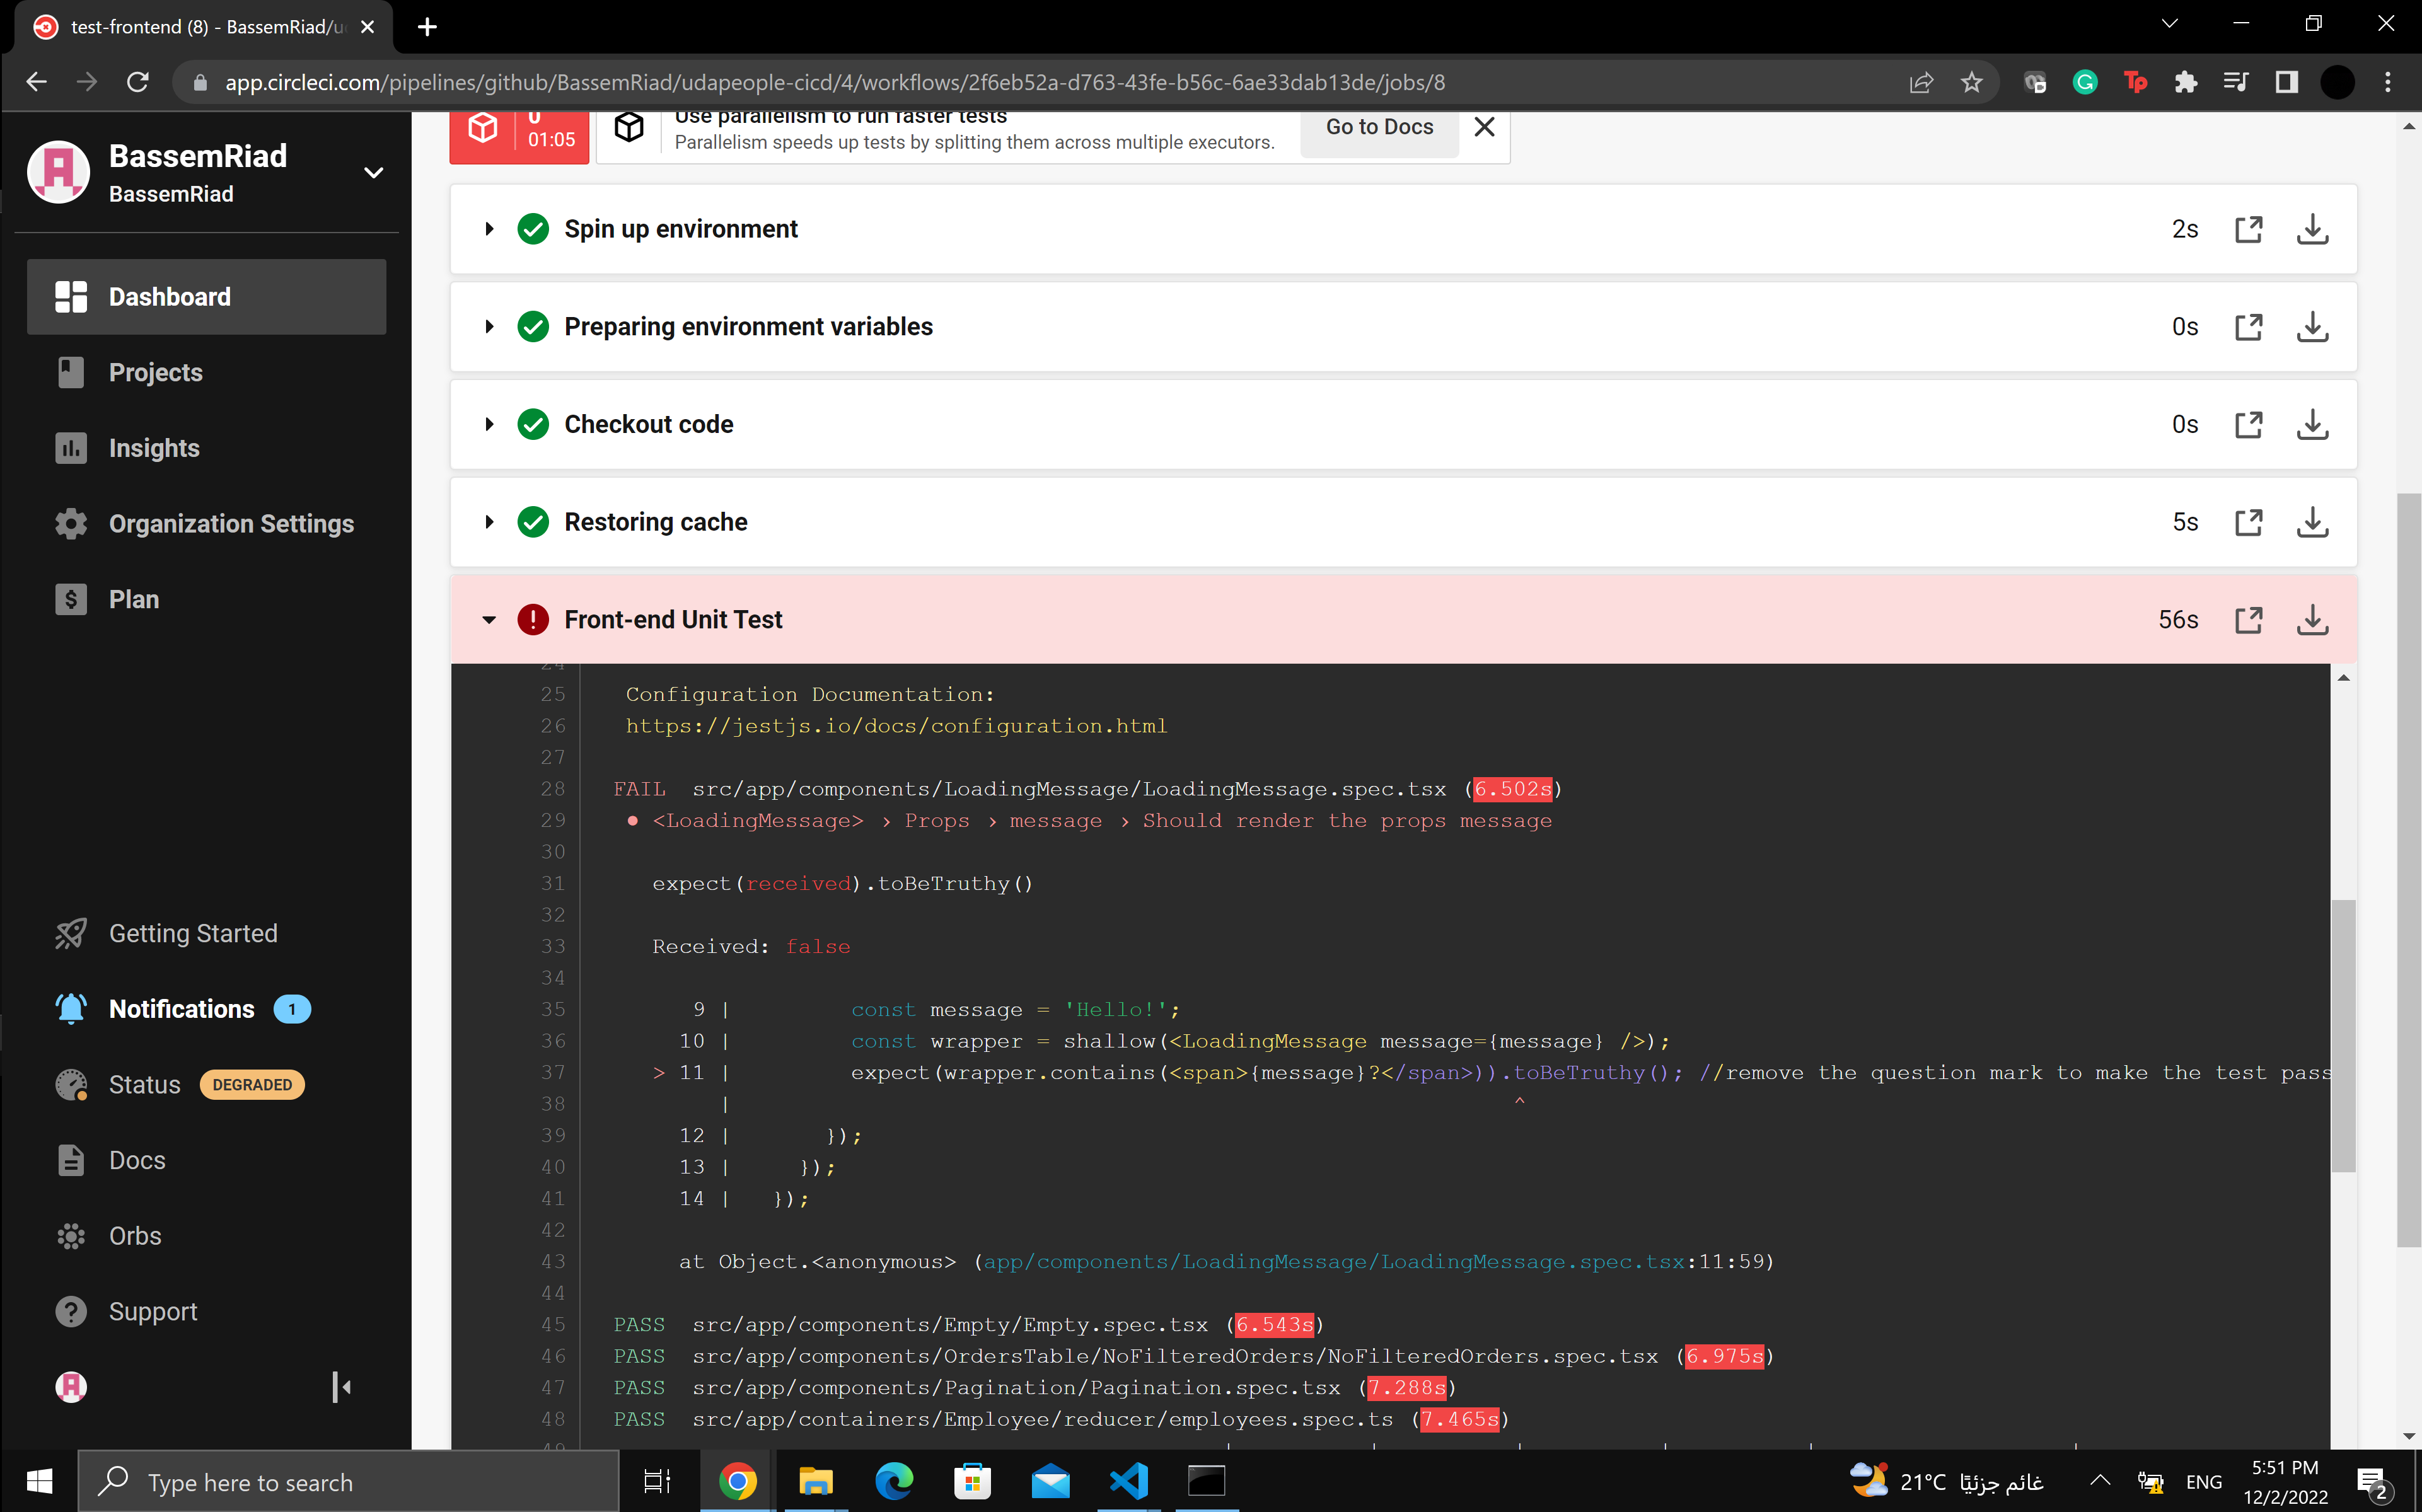 test-frontend (8) - BassemRiad/u
app.circleci.com/pipelines/github/BassemRiad/udapeople-cicd/4/workflows/2f6eb52a-d763-43fe-b56c-6ae33dab13de/jobs/8
BassemRiad
BassemRiad
Dashboard
Projects
Insights
Organization Settings
Plan
Getting Started
Notifications 1
Status DEGRADED
Docs
Orbs
Support
0
01:05
Use parallelism to run faster tests
Parallelism speeds up tests by splitting them across multiple executors.
Go to Docs
Spin up environment 2s
Preparing environment variables 0s
Checkout code 0s
Restoring cache 5s
Front-end Unit Test 56s
24
25 Configuration Documentation:
26 https://jestjs.io/docs/configuration.html
27
28 FAIL src/app/components/LoadingMessage/LoadingMessage.spec.tsx (6.502s)
29 ● <LoadingMessage> › Props › message › Should render the props message
30
31 expect(received).toBeTruthy()
32
33 Received: false
34
35 9 | const message = 'Hello!';
36 10 | const wrapper = shallow(<LoadingMessage message={message} />);
37 > 11 | expect(wrapper.contains(<span>{message}?</span>)).toBeTruthy(); //remove the question mark to make the test pass
38 | ^
39 12 | });
40 13 | });
41 14 | });
42
43 at Object.<anonymous> (app/components/LoadingMessage/LoadingMessage.spec.tsx:11:59)
44
45 PASS src/app/components/Empty/Empty.spec.tsx (6.543s)
46 PASS src/app/components/OrdersTable/NoFilteredOrders/NoFilteredOrders.spec.tsx (6.975s)
47 PASS src/app/components/Pagination/Pagination.spec.tsx (7.288s)
48 PASS src/app/containers/Employee/reducer/employees.spec.ts (7.465s)
49
Type here to search
21°C غائم جزئيًا
ENG
5:51 PM
12/2/2022
2